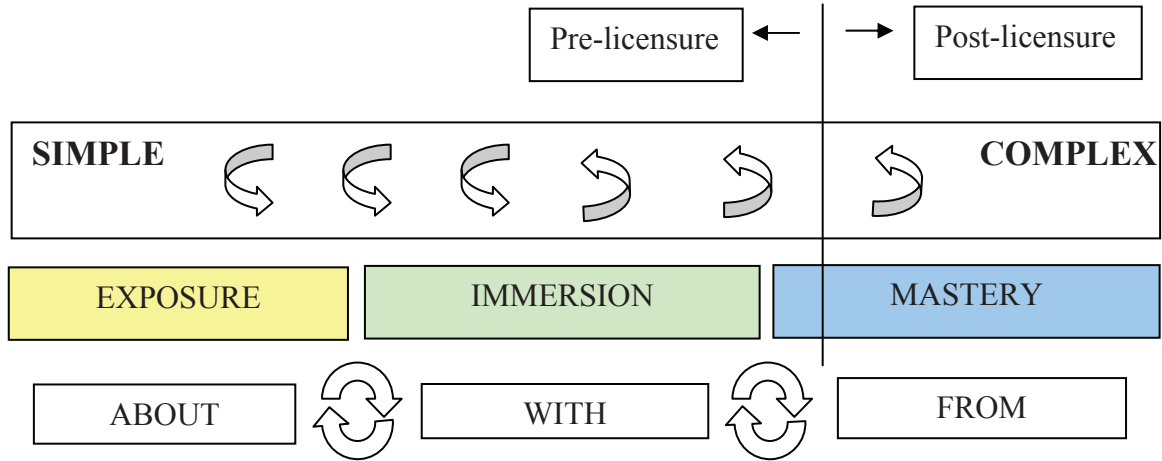 Pre-licensure
Post-licensure
SIMPLE
COMPLEX
EXPOSURE
IMMERSION
MASTERY
ABOUT
WITH
FROM